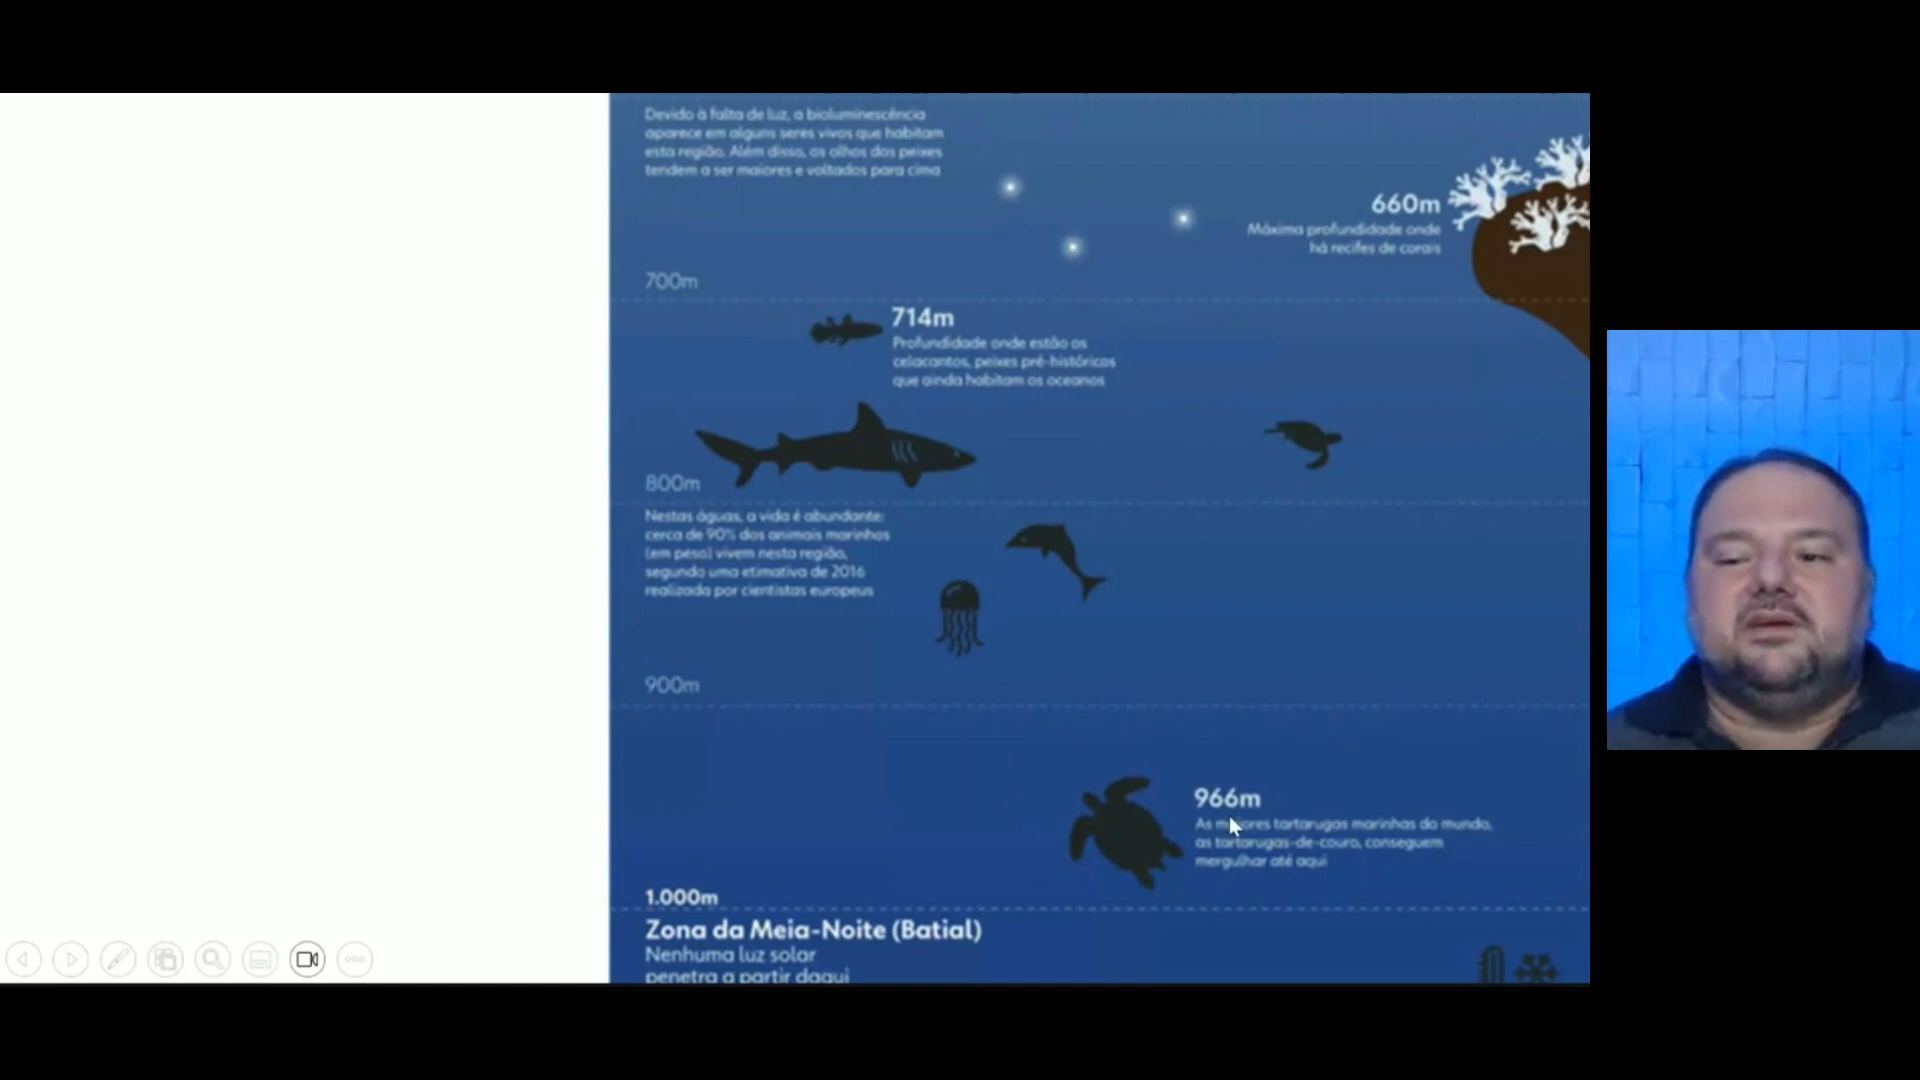 Devido à falta de luz, a bioluminescência
aparece em alguns seres vivos que habitam
esta região. Além disso, os olhos dos peixes
tendem a ser maiores e voltados para cima
660m
Máxima profundidade onde
há recifes de corais
700m
714m
Profundidade onde estão os
celacantos, peixes pré-históricos
que ainda habitam os oceanos
800m
Nestas águas, a vida é abundante:
cerca de 90% dos animais marinhos
(em peso) vivem nesta região,
segundo uma etimativa de 2016
realizada por cientistas europeus
900m
966m
As maiores tartarugas marinhas do mundo,
as tartarugas-de-couro, conseguem
mergulhar até aqui
1.000m
Zona da Meia-Noite (Batial)
Nenhuma luz solar
penetra a partir daqui